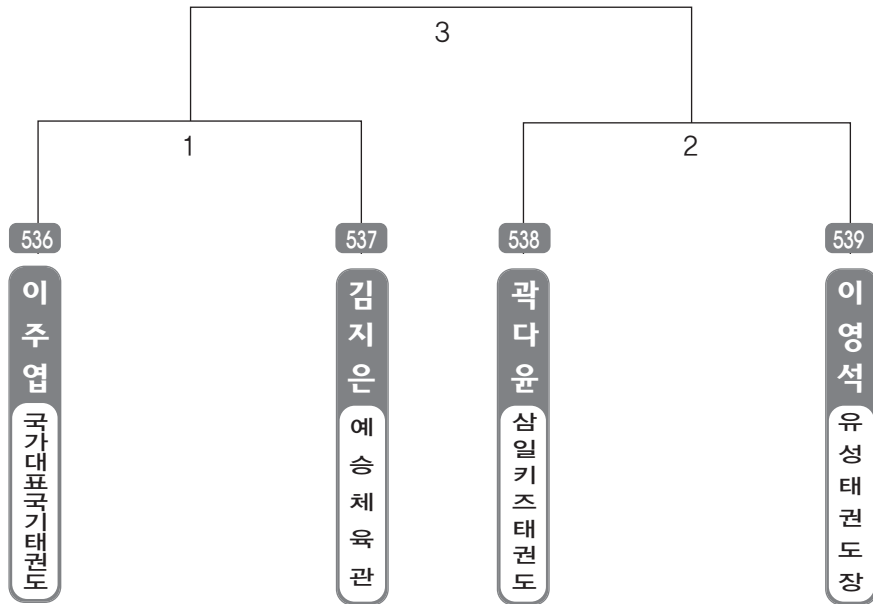 3
1
2
536
이주엽
국가대표국기태권도
537
김지은
예승체육관
538
곽다윤
삼일키즈태권도
539
이영석
유성태권도장